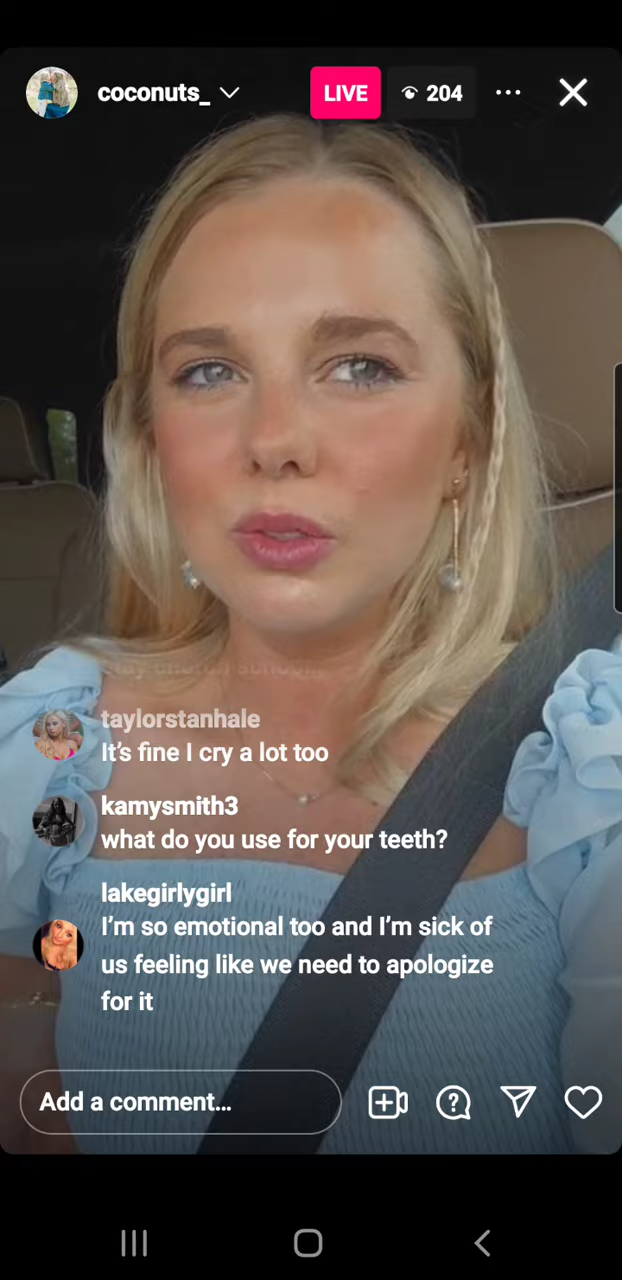 coconuts_
LIVE
204
taylorstanhale
It's fine I cry a lot too
kamysmith3
what do you use for your teeth?
lakegirlygirl
I'm so emotional too and I'm sick of
us feeling like we need to apologize
for it
Add a comment...